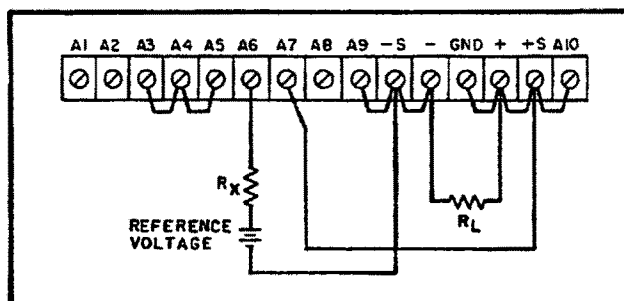 A1 A2 A3 A4 A5 A6 A7 A8 A9 -S - GND + +S A10
RX
REFERENCE
VOLTAGE
RL